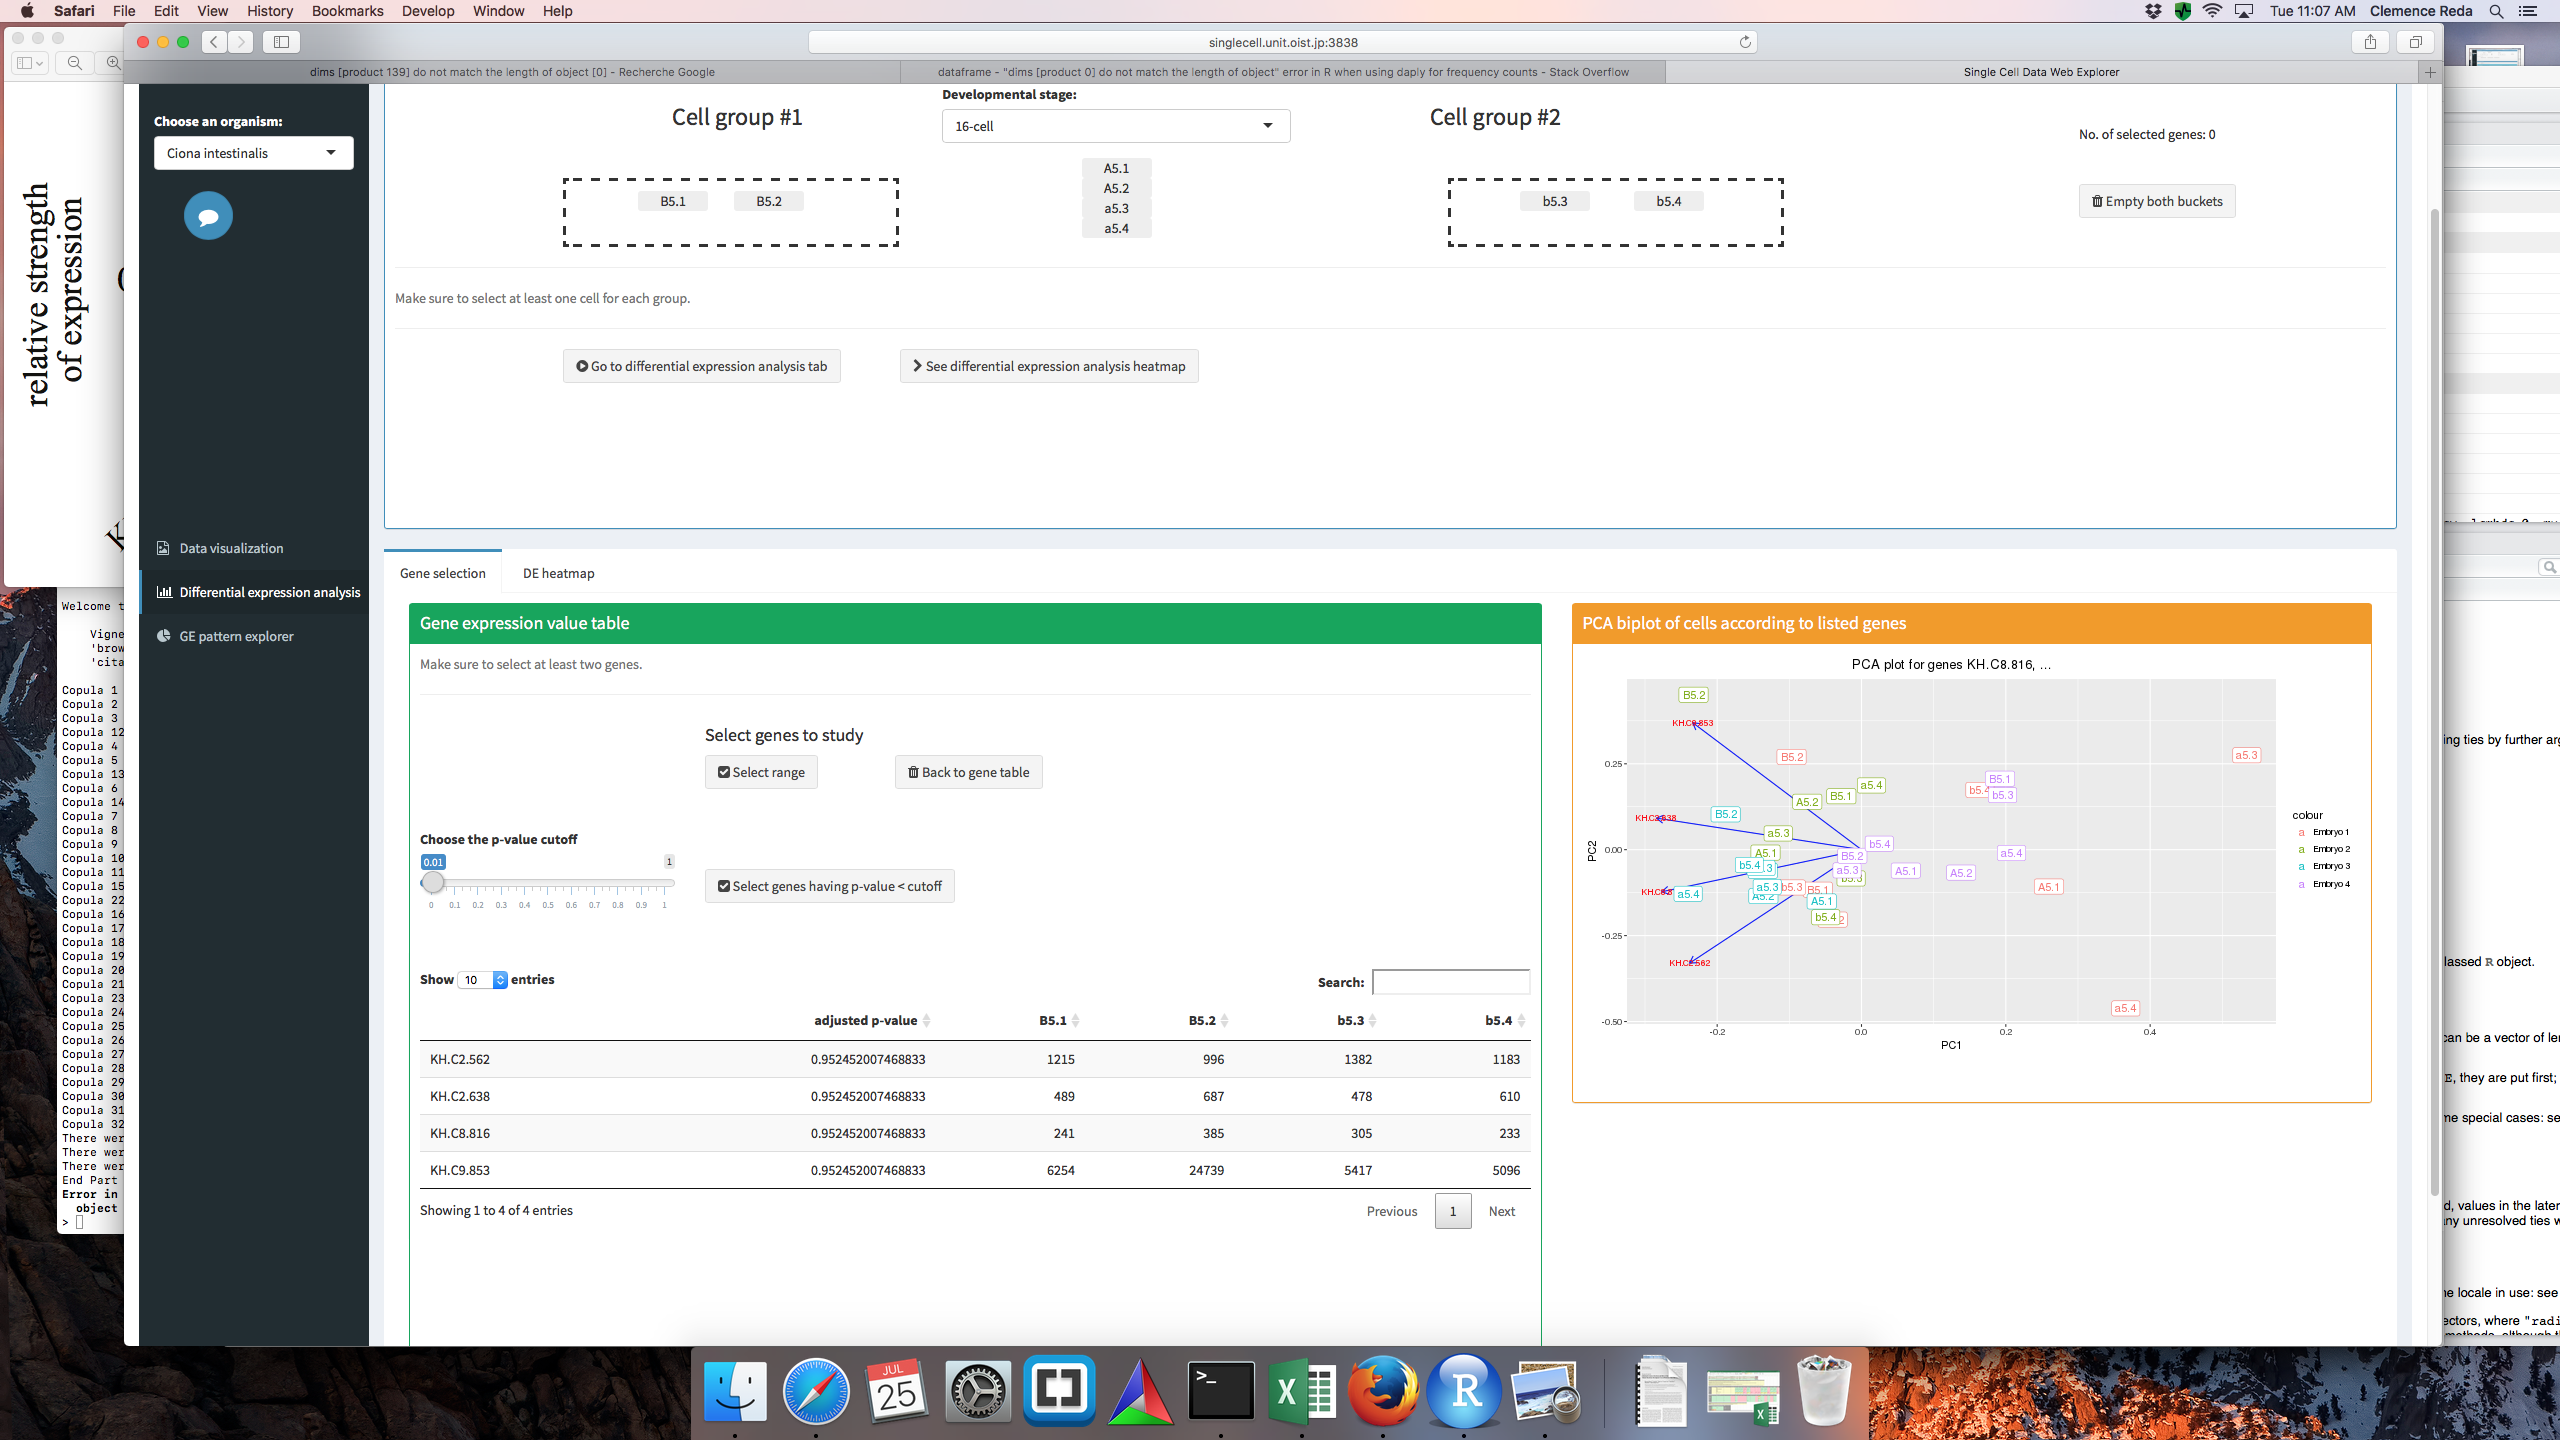 Safari File Edit View History Bookmarks Develop Window Help
Tue 11:07 AM Clemence Reda
singlecell.unit.oist.jp:3838
dims [product 139] do not match the length of object [0] - Recherche Google
dataframe - "dims [product 0] do not match the length of object" error in R when using daply for frequency counts - Stack Overflow
Single Cell Data Web Explorer
relative strength
of expression
Choose an organism:
Ciona intestinalis
Data visualization
Differential expression analysis
GE pattern explorer
Cell group #1
Developmental stage:
16-cell
Cell group #2
No. of selected genes: 0
B5.1 B5.2
A5.1
A5.2
a5.3
a5.4
b5.3 b5.4
Empty both buckets
Make sure to select at least one cell for each group.
Go to differential expression analysis tab
See differential expression analysis heatmap
Gene selection
DE heatmap
Gene expression value table
Make sure to select at least two genes.
Select genes to study
Select range
Back to gene table
Choose the p-value cutoff
0.01 1
0 0.1 0.2 0.3 0.4 0.5 0.6 0.7 0.8 0.9 1
Select genes having p-value < cutoff
Show 10 entries
Search:
adjusted p-value B5.1 B5.2 b5.3 b5.4
KH.C2.562 0.952452007468833 1215 996 1382 1183
KH.C2.638 0.952452007468833 489 687 478 610
KH.C8.816 0.952452007468833 241 385 305 233
KH.C9.853 0.952452007468833 6254 24739 5417 5096
Showing 1 to 4 of 4 entries
Previous 1 Next
PCA biplot of cells according to listed genes
PCA plot for genes KH.C8.816, ...
B5.2
KH.C9.853
B5.2
a5.3
B5.1
a5.4
b5.3
B5.1
A5.2
B5.2
a5.3
b5.4
A5.1
B5.2
a5.4
b5.4
a5.3
A5.1
A5.2
a5.3
b5.3
B5.1
A5.1
a5.4
A5.2
A5.1
b5.4
KH.C2.562
a5.4
0.25
0.00
-0.25
-0.50
PC2
-0.2 0.0 0.2 0.4
PC1
colour
a Embryo 1
a Embryo 2
a Embryo 3
a Embryo 4
Welcome t
Vigne
'brow
'cita
Copula 1
Copula 2
Copula 3
Copula 12
Copula 4
Copula 5
Copula 13
Copula 6
Copula 14
Copula 7
Copula 8
Copula 9
Copula 10
Copula 11
Copula 15
Copula 22
Copula 16
Copula 17
Copula 18
Copula 19
Copula 20
Copula 21
Copula 23
Copula 24
Copula 25
Copula 26
Copula 27
Copula 28
Copula 29
Copula 30
Copula 31
Copula 32
There wer
There wer
There wer
End Part
Error in
object
>
ing ties by further arg
lassed R object.
can be a vector of le
E, they are put first;
me special cases: se
d, values in the later
ny unresolved ties w
he locale in use: see
ectors, where "radi
JUL
25